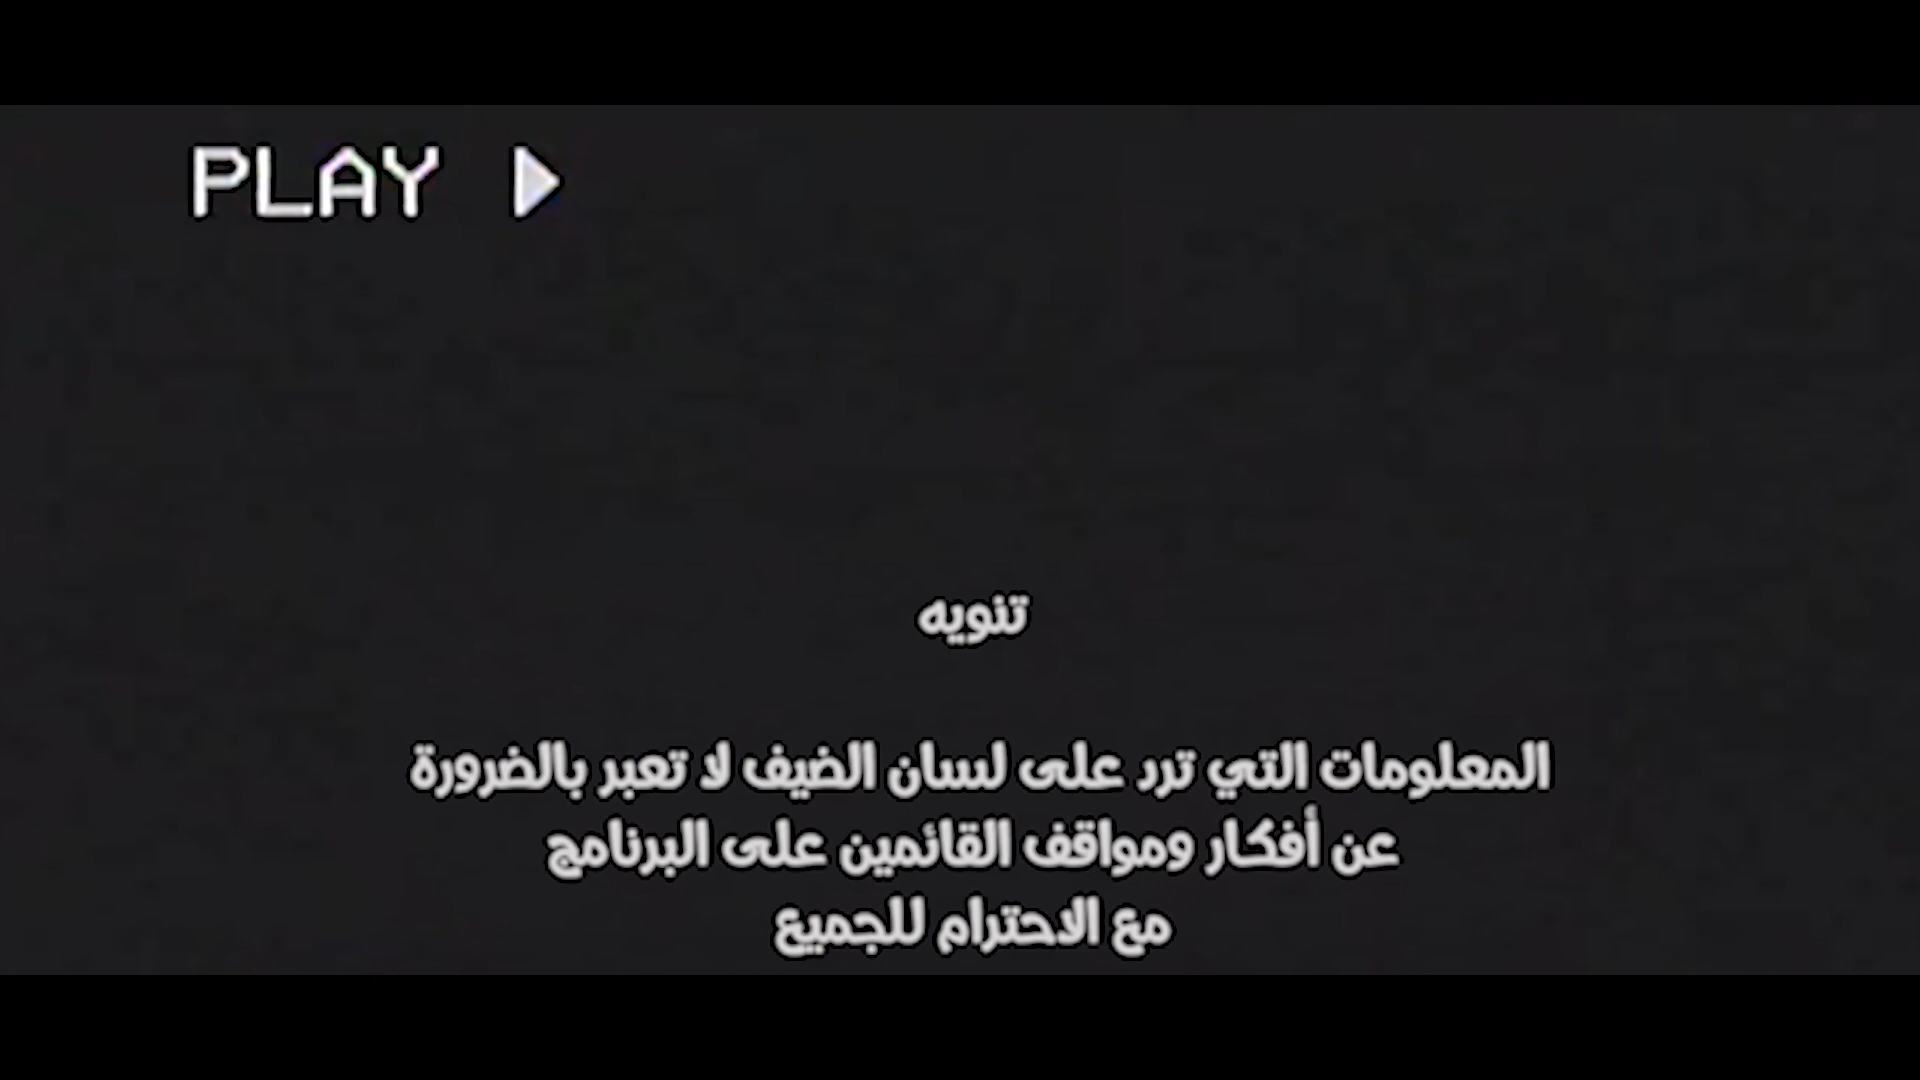 PLAY
تنويه
المعلومات التي ترد على لسان الضيف لا تعبر بالضرورة
عن أفكار ومواقف القائمين على البرنامج
مع الاحترام للجميع